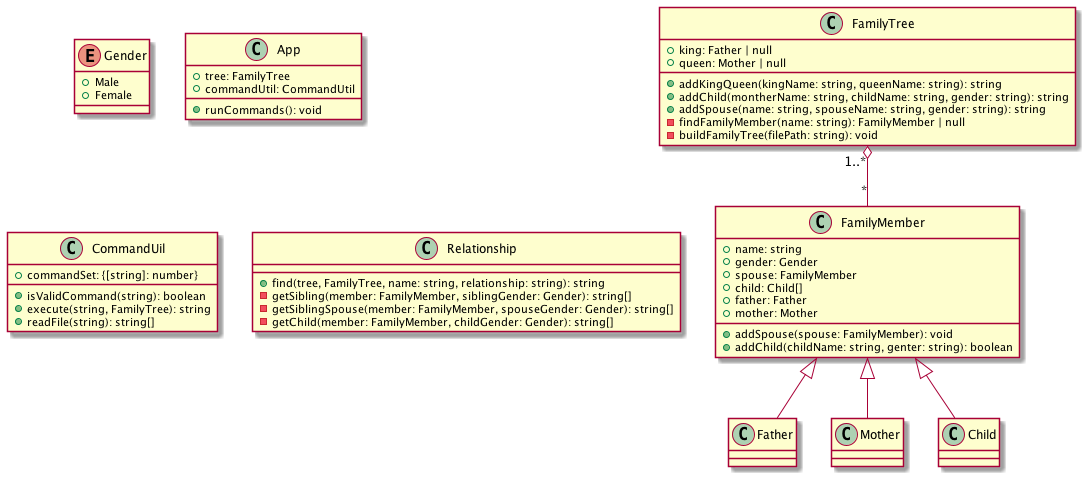 E Gender
Male
Female
C App
tree: FamilyTree
commandUtil: CommandUtil
runCommands(): void
C FamilyTree
king: Father | null
queen: Mother | null
addKingQueen(kingName: string, queenName: string): string
addChild(montherName: string, childName: string, gender: string): string
addSpouse(name: string, spouseName: string, gender: string): string
findFamilyMember(name: string): FamilyMember | null
buildFamilyTree(filePath: string): void
1..*
*
C CommandUil
commandSet: {[string]: number}
isValidCommand(string): boolean
execute(string, FamilyTree): string
readFile(string): string[]
C Relationship
find(tree, FamilyTree, name: string, relationship: string): string
getSibling(member: FamilyMember, siblingGender: Gender): string[]
getSiblingSpouse(member: FamilyMember, spouseGender: Gender): string[]
getChild(member: FamilyMember, childGender: Gender): string[]
C FamilyMember
name: string
gender: Gender
spouse: FamilyMember
child: Child[]
father: Father
mother: Mother
addSpouse(spouse: FamilyMember): void
addChild(childName: string, genter: string): boolean
C Father
C Mother
C Child